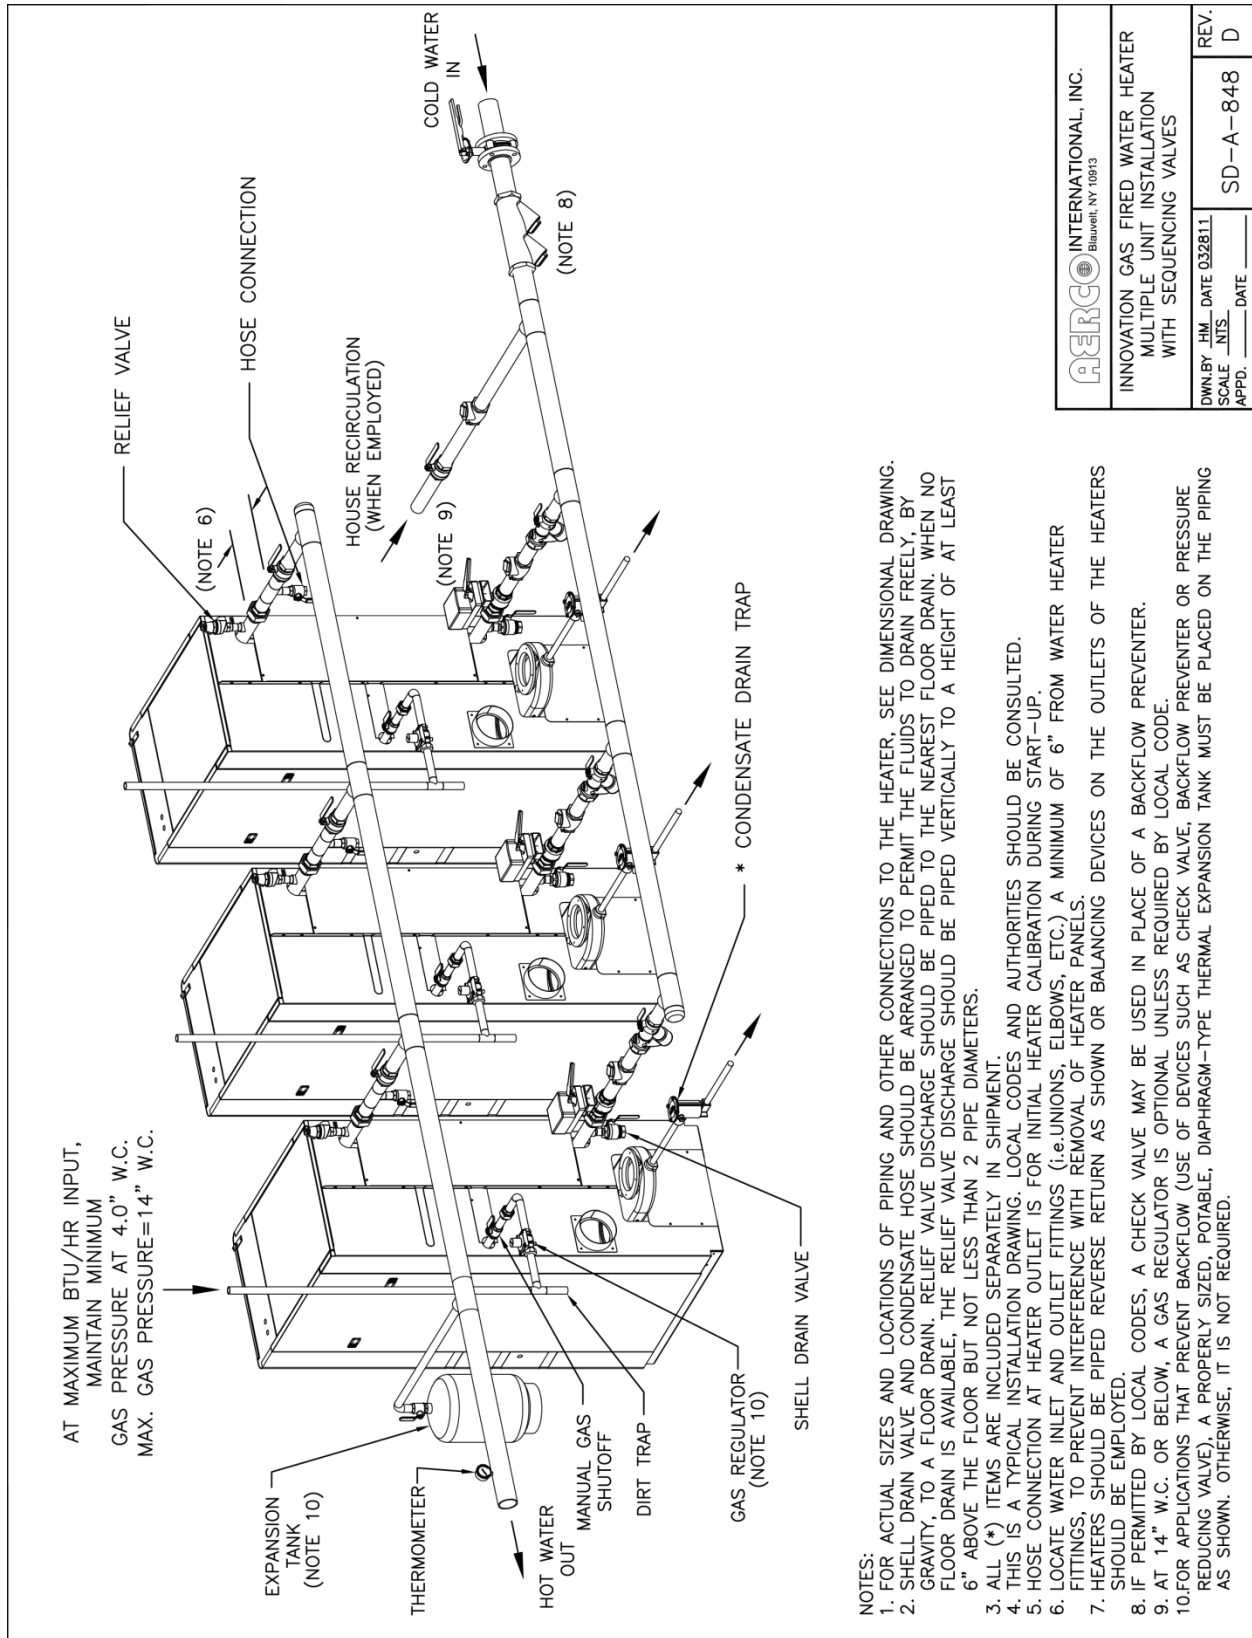 AT MAXIMUM BTU/HR INPUT,
MAINTAIN MINIMUM
GAS PRESSURE AT 4.0" W.C.
MAX. GAS PRESSURE=14" W.C.
RELIEF VALVE
(NOTE 6)
HOSE CONNECTION
COLD WATER
IN
HOUSE RECIRCULATION
(WHEN EMPLOYED)
(NOTE 9)
(NOTE 8)
EXPANSION
TANK
(NOTE 10)
THERMOMETER
HOT WATER
OUT
MANUAL GAS
SHUTOFF
DIRT TRAP
GAS REGULATOR
(NOTE 10)
SHELL DRAIN VALVE
* CONDENSATE DRAIN TRAP
NOTES:
1. FOR ACTUAL SIZES AND LOCATIONS OF PIPING AND OTHER CONNECTIONS TO THE HEATER, SEE DIMENSIONAL DRAWING.
2. SHELL DRAIN VALVE AND CONDENSATE HOSE SHOULD BE ARRANGED TO PERMIT THE FLUIDS TO DRAIN FREELY, BY
GRAVITY, TO A FLOOR DRAIN. RELIEF VALVE DISCHARGE SHOULD BE PIPED TO THE NEAREST FLOOR DRAIN. WHEN NO
FLOOR DRAIN IS AVAILABLE, THE RELIEF VALVE DISCHARGE SHOULD BE PIPED VERTICALLY TO A HEIGHT OF AT LEAST
6" ABOVE THE FLOOR BUT NOT LESS THAN 2 PIPE DIAMETERS.
3. ALL (*) ITEMS ARE INCLUDED SEPARATELY IN SHIPMENT.
4. THIS IS A TYPICAL INSTALLATION DRAWING. LOCAL CODES AND AUTHORITIES SHOULD BE CONSULTED.
5. HOSE CONNECTION AT HEATER OUTLET IS FOR INITIAL HEATER CALIBRATION DURING START-UP.
6. LOCATE WATER INLET AND OUTLET FITTINGS (i.e.UNIONS, ELBOWS, ETC.) A MINIMUM OF 6" FROM WATER HEATER
FITTINGS, TO PREVENT INTERFERENCE WITH REMOVAL OF HEATER PANELS.
7. HEATERS SHOULD BE PIPED REVERSE RETURN AS SHOWN OR BALANCING DEVICES ON THE OUTLETS OF THE HEATERS
SHOULD BE EMPLOYED.
8. IF PERMITTED BY LOCAL CODES, A CHECK VALVE MAY BE USED IN PLACE OF A BACKFLOW PREVENTER.
9. AT 14" W.C. OR BELOW, A GAS REGULATOR IS OPTIONAL UNLESS REQUIRED BY LOCAL CODE.
10.FOR APPLICATIONS THAT PREVENT BACKFLOW (USE OF DEVICES SUCH AS CHECK VALVE, BACKFLOW PREVENTER OR PRESSURE
REDUCING VALVE), A PROPERLY SIZED, POTABLE, DIAPHRAGM-TYPE THERMAL EXPANSION TANK MUST BE PLACED ON THE PIPING
AS SHOWN. OTHERWISE, IT IS NOT REQUIRED.
AERCO INTERNATIONAL, INC.
Blauvelt, NY 10913
INNOVATION GAS FIRED WATER HEATER
MULTIPLE UNIT INSTALLATION
WITH SEQUENCING VALVES
DWN.BY HM DATE 032811
SCALE NTS
APPD. DATE
SD-A-848
REV.
D